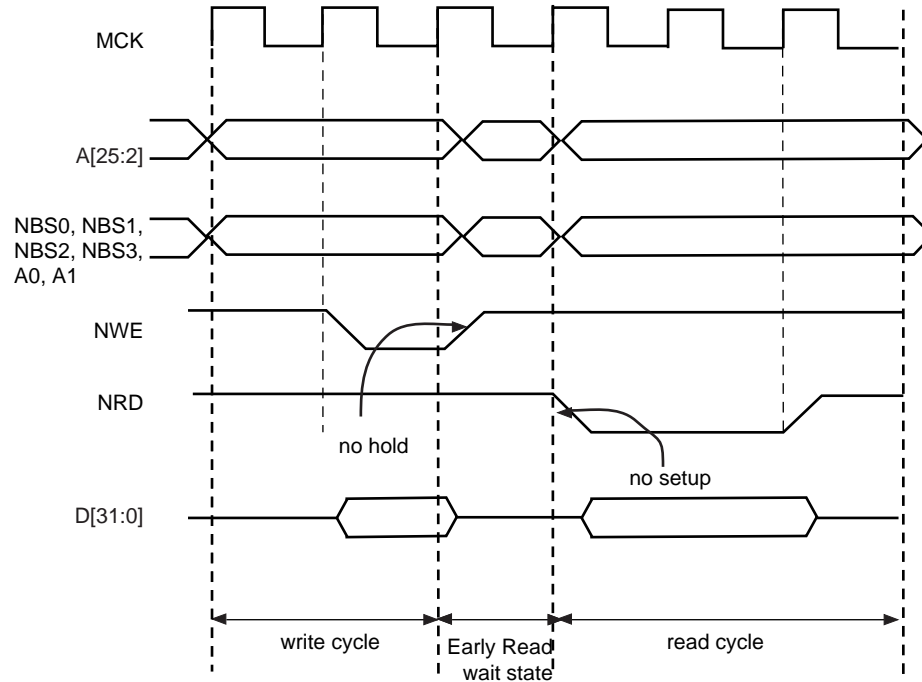 MCK
A[25:2]
NBS0, NBS1,
NBS2, NBS3,
A0, A1
NWE
NRD
no hold
no setup
D[31:0]
write cycle
Early Read
wait state
read cycle